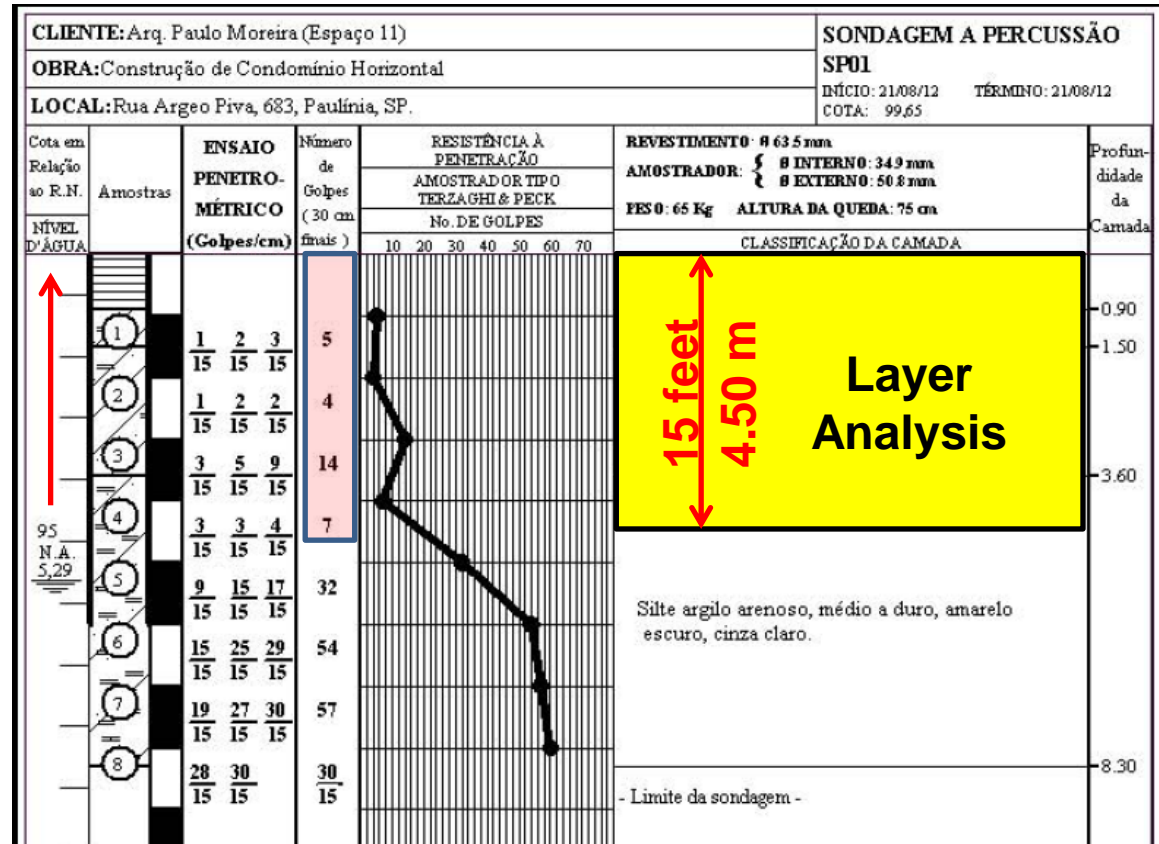 CLIENTE: Arq. Paulo Moreira (Espaço 11)
OBRA:Construção de Condomínio Horizontal
LOCAL:Rua Argeo Piva, 683, Paulínia, SP.
SONDAGEM A PERCUSSÃO
SP01
INÍCIO: 21/08/12 TÉRMINO: 21/08/12
COTA: 99,65
Cota em
Relação
ao R.N.
NÍVEL
D'ÁGUA
Amostras
ENSAIO
PENETRO-
MÉTRICO
(Golpes/cm)
Número
de
Golpes
(30 cm
finais )
RESISTÊNCIA À
PENETRAÇÃO
AMOSTRADOR TIPO
TERZAGHI & PECK
No. DE GOLPES
10 20 30 40 50 60 70
REVESTIMENTO: Ø 63.5 mm
AMOSTRADOR: { Ø INTERNO: 34.9 mm
Ø EXTERNO: 50.8 mm
PESO: 65 Kg ALTURA DA QUEDA: 75 cm
CLASSIFICAÇÃO DA CAMADA
Profun-
didade
da
Camada
1
1 2 3
15 15 15
5
2
1 2 2
15 15 15
4
3
3 5 9
15 15 15
14
4
3 3 4
15 15 15
7
95
N.A.
5,29
5
9 15 17
15 15 15
32
6
15 25 29
15 15 15
54
7
19 27 30
15 15 15
57
8
28 30
15 15
30
15
15 feet
4.50 m
Layer
Analysis
Silte argilo arenoso, médio a duro, amarelo
escuro, cinza claro.
- Limite da sondagem -
0.90
1.50
3.60
8.30